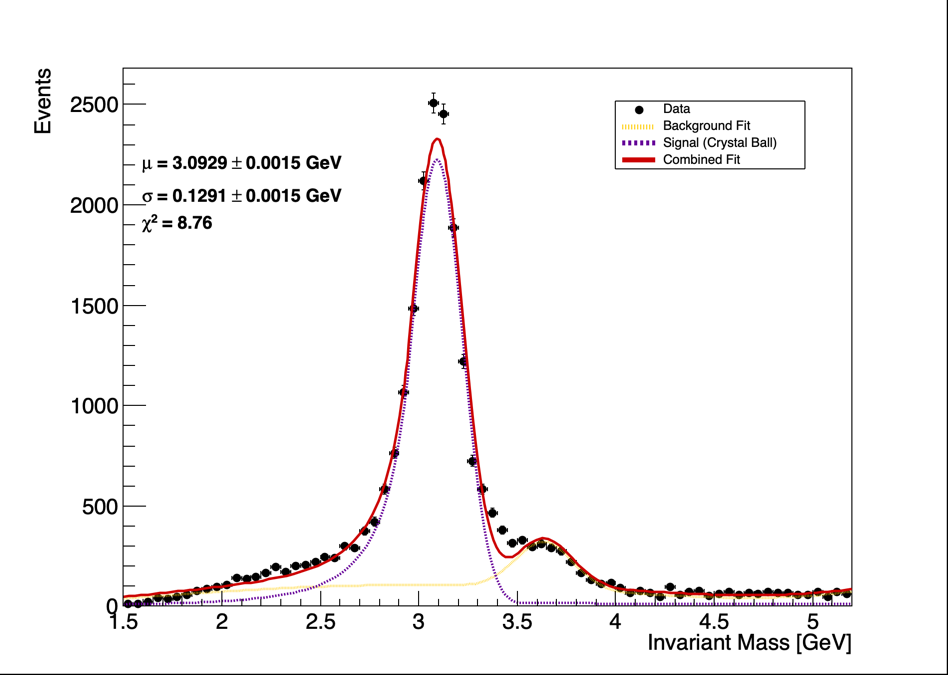 Events
2500
2000
1500
1000
500
0
μ = 3.0929 ± 0.0015 GeV
σ = 0.1291 ± 0.0015 GeV
χ² = 8.76
Data
Background Fit
Signal (Crystal Ball)
Combined Fit
1.5 2 2.5 3 3.5 4 4.5 5
Invariant Mass [GeV]